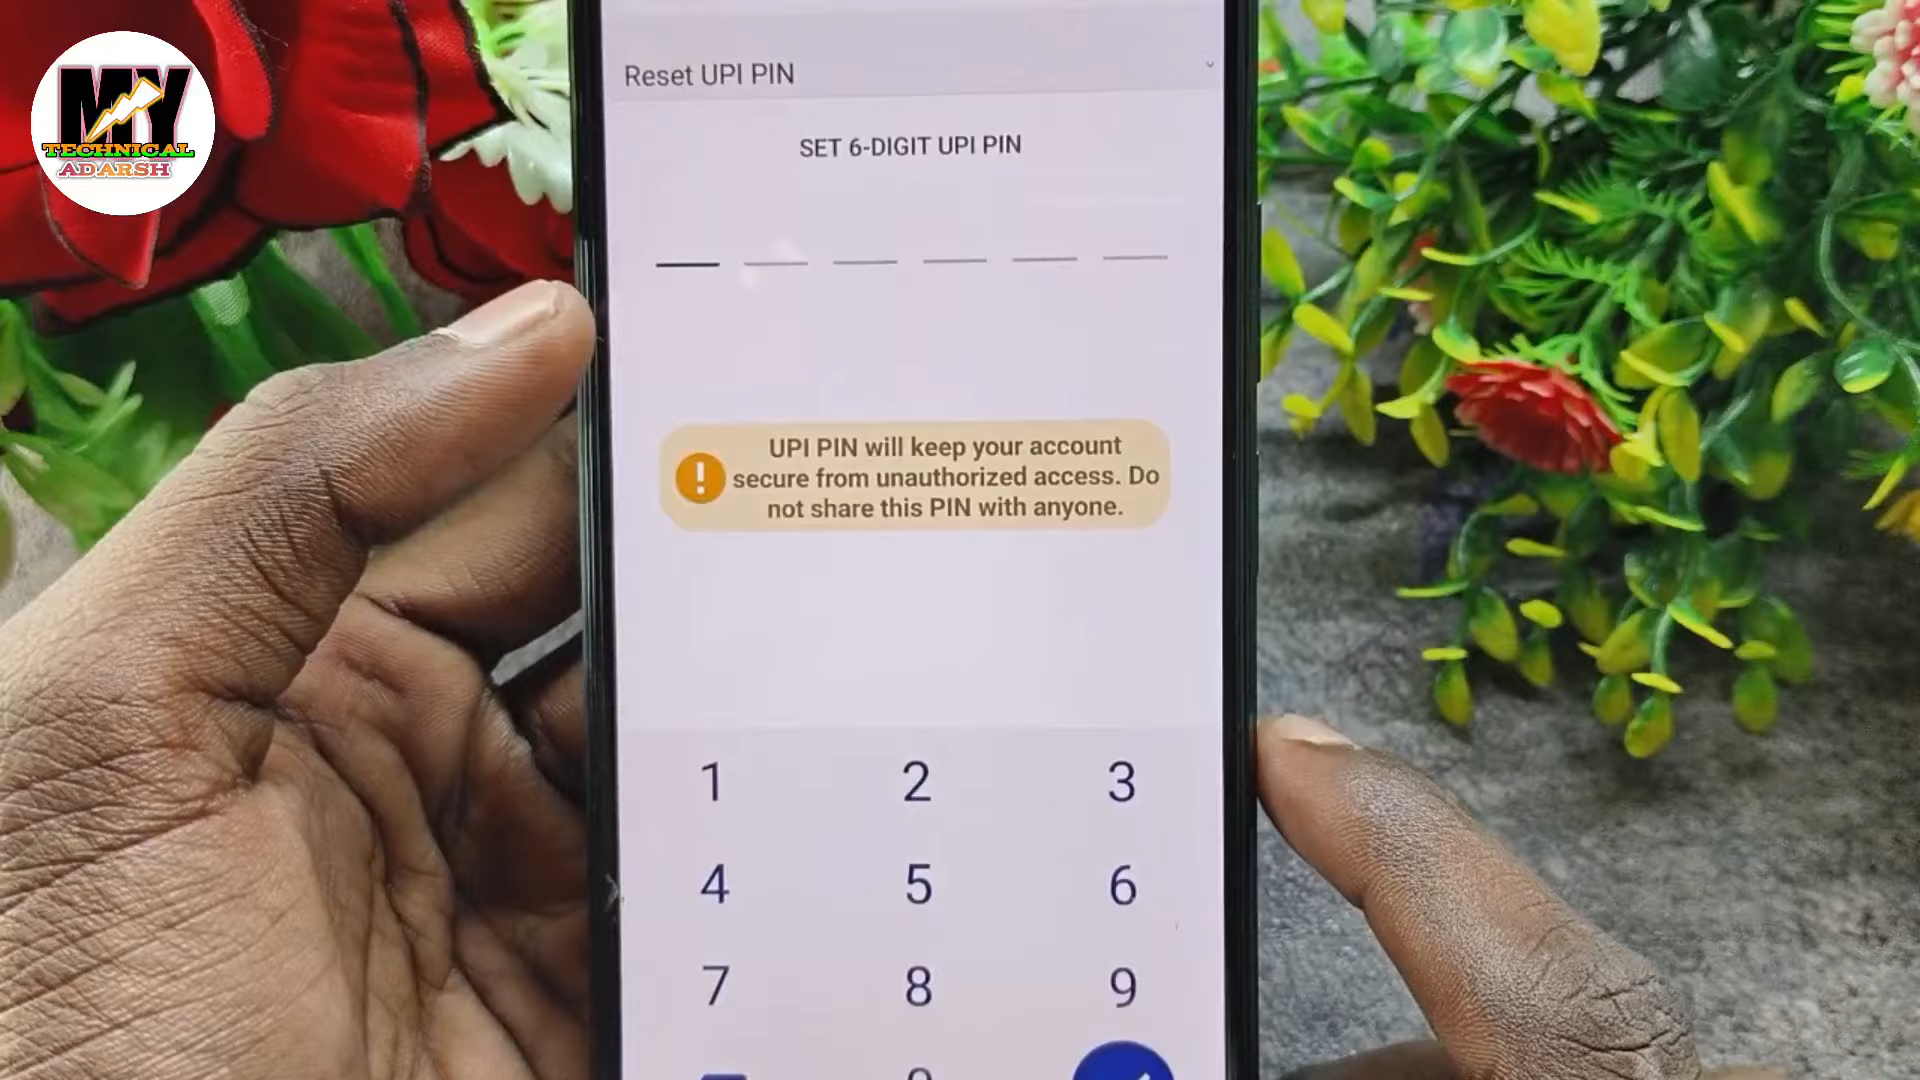 MY
TECHNICAL
ADARSH
Reset UPI PIN
SET 6-DIGIT UPI PIN
UPI PIN will keep your account
secure from unauthorized access. Do
not share this PIN with anyone.
1 2 3
4 5 6
7 8 9
0